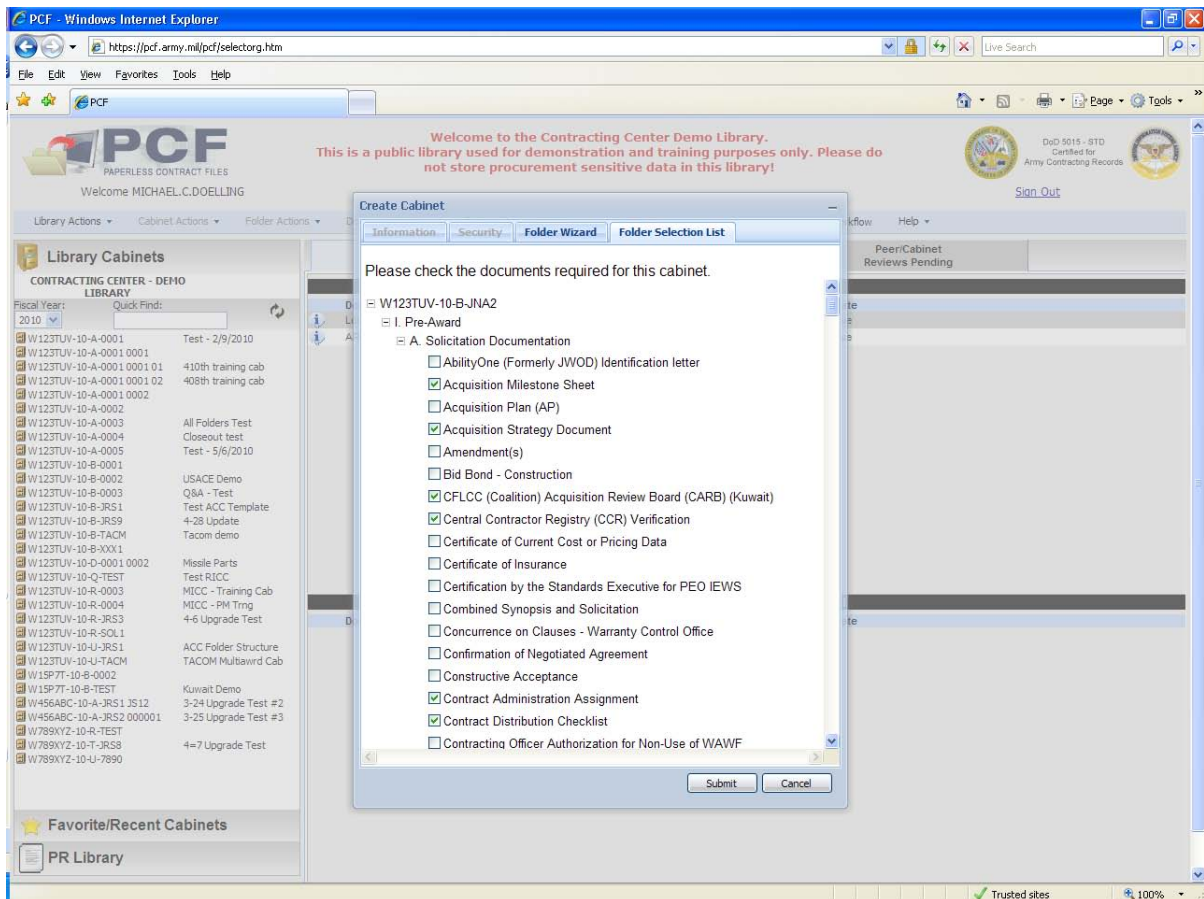 PCF - Windows Internet Explorer
https://pcf.army.mil/pcf/selectorg.htm
Live Search
File Edit View Favorites Tools Help
PCF
Page Tools
PCF
PAPERLESS CONTRACT FILES
Welcome MICHAEL.C.DOELLING
Welcome to the Contracting Center Demo Library.
This is a public library used for demonstration and training purposes only. Please do
not store procurement sensitive data in this library!
DoD 5015 - STD
Certified for
Army Contracting Records
Sign Out
Library Actions Cabinet Actions Folder Actions
kflow Help
Library Cabinets
CONTRACTING CENTER - DEMO
LIBRARY
Fiscal Year: Quick Find:
2010
W123TUV-10-A-0001 Test - 2/9/2010
W123TUV-10-A-0001 0001
W123TUV-10-A-0001 0001 01 410th training cab
W123TUV-10-A-0001 0001 02 408th training cab
W123TUV-10-A-0001 0002
W123TUV-10-A-0002
W123TUV-10-A-0003 All Folders Test
W123TUV-10-A-0004 Closeout test
W123TUV-10-A-0005 Test - 5/6/2010
W123TUV-10-B-0001
W123TUV-10-B-0002 USACE Demo
W123TUV-10-B-0003 Q&A - Test
W123TUV-10-B-JRS1 Test ACC Template
W123TUV-10-B-JRS9 4-28 Update
W123TUV-10-B-TACM Tacom demo
W123TUV-10-B-XXX1
W123TUV-10-D-0001 0002 Missile Parts
W123TUV-10-Q-TEST Test RICC
W123TUV-10-R-0003 MICC - Training Cab
W123TUV-10-R-0004 MICC - PM Trng
W123TUV-10-R-JRS3 4-6 Upgrade Test
W123TUV-10-R-SOL1
W123TUV-10-U-JRS1 ACC Folder Structure
W123TUV-10-U-TACM TACOM Multiawrd Cab
W15P7T-10-B-0002
W15P7T-10-B-TEST Kuwait Demo
W456ABC-10-A-JRS1 JS12 3-24 Upgrade Test #2
W456ABC-10-A-JRS2 000001 3-25 Upgrade Test #3
W789XYZ-10-R-TEST
W789XYZ-10-T-JRS8 4=7 Upgrade Test
W789XYZ-10-U-7890
Favorite/Recent Cabinets
PR Library
Peer/Cabinet
Reviews Pending
Create Cabinet
Information Security Folder Wizard Folder Selection List
Please check the documents required for this cabinet.
W123TUV-10-B-JNA2
I. Pre-Award
A. Solicitation Documentation
AbilityOne (Formerly JWOD) Identification letter
Acquisition Milestone Sheet
Acquisition Plan (AP)
Acquisition Strategy Document
Amendment(s)
Bid Bond - Construction
CFLCC (Coalition) Acquisition Review Board (CARB) (Kuwait)
Central Contractor Registry (CCR) Verification
Certificate of Current Cost or Pricing Data
Certificate of Insurance
Certification by the Standards Executive for PEO IEWS
Combined Synopsis and Solicitation
Concurrence on Clauses - Warranty Control Office
Confirmation of Negotiated Agreement
Constructive Acceptance
Contract Administration Assignment
Contract Distribution Checklist
Contracting Officer Authorization for Non-Use of WAWF
Submit Cancel
Trusted sites 100%